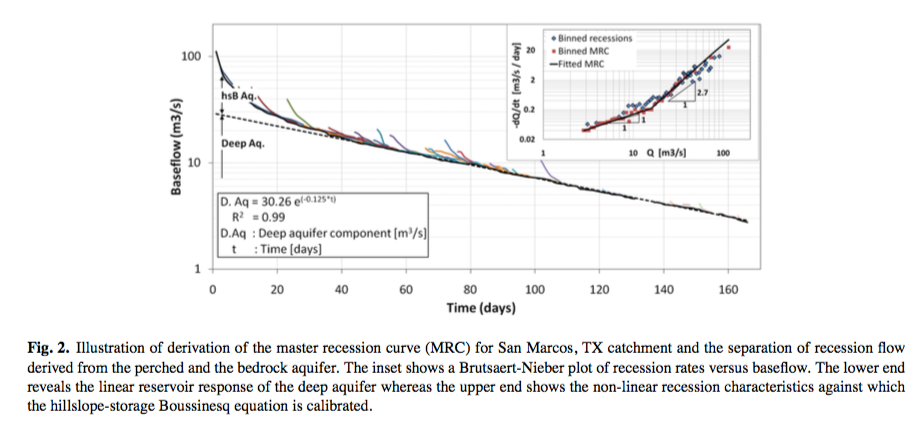 Baseflow (m3/s)
100
10
1
hsB Aq.
Deep Aq.
D. Aq = 30.26 e(-0.125*t)
R² = 0.99
D.Aq : Deep aquifer component [m³/s]
t : Time [days]
0 20 40 60 80 100 120 140 160
Time (days)
-dQ/dt [m3/s / day]
20
2
0.2
0.02
Binned recessions
Binned MRC
Fitted MRC
2.7
1
1
1
1 10 Q [m3/s] 100
Fig. 2. Illustration of derivation of the master recession curve (MRC) for San Marcos, TX catchment and the separation of recession flow
derived from the perched and the bedrock aquifer. The inset shows a Brutsaert-Nieber plot of recession rates versus baseflow. The lower end
reveals the linear reservoir response of the deep aquifer whereas the upper end shows the non-linear recession characteristics against which
the hillslope-storage Boussinesq equation is calibrated.